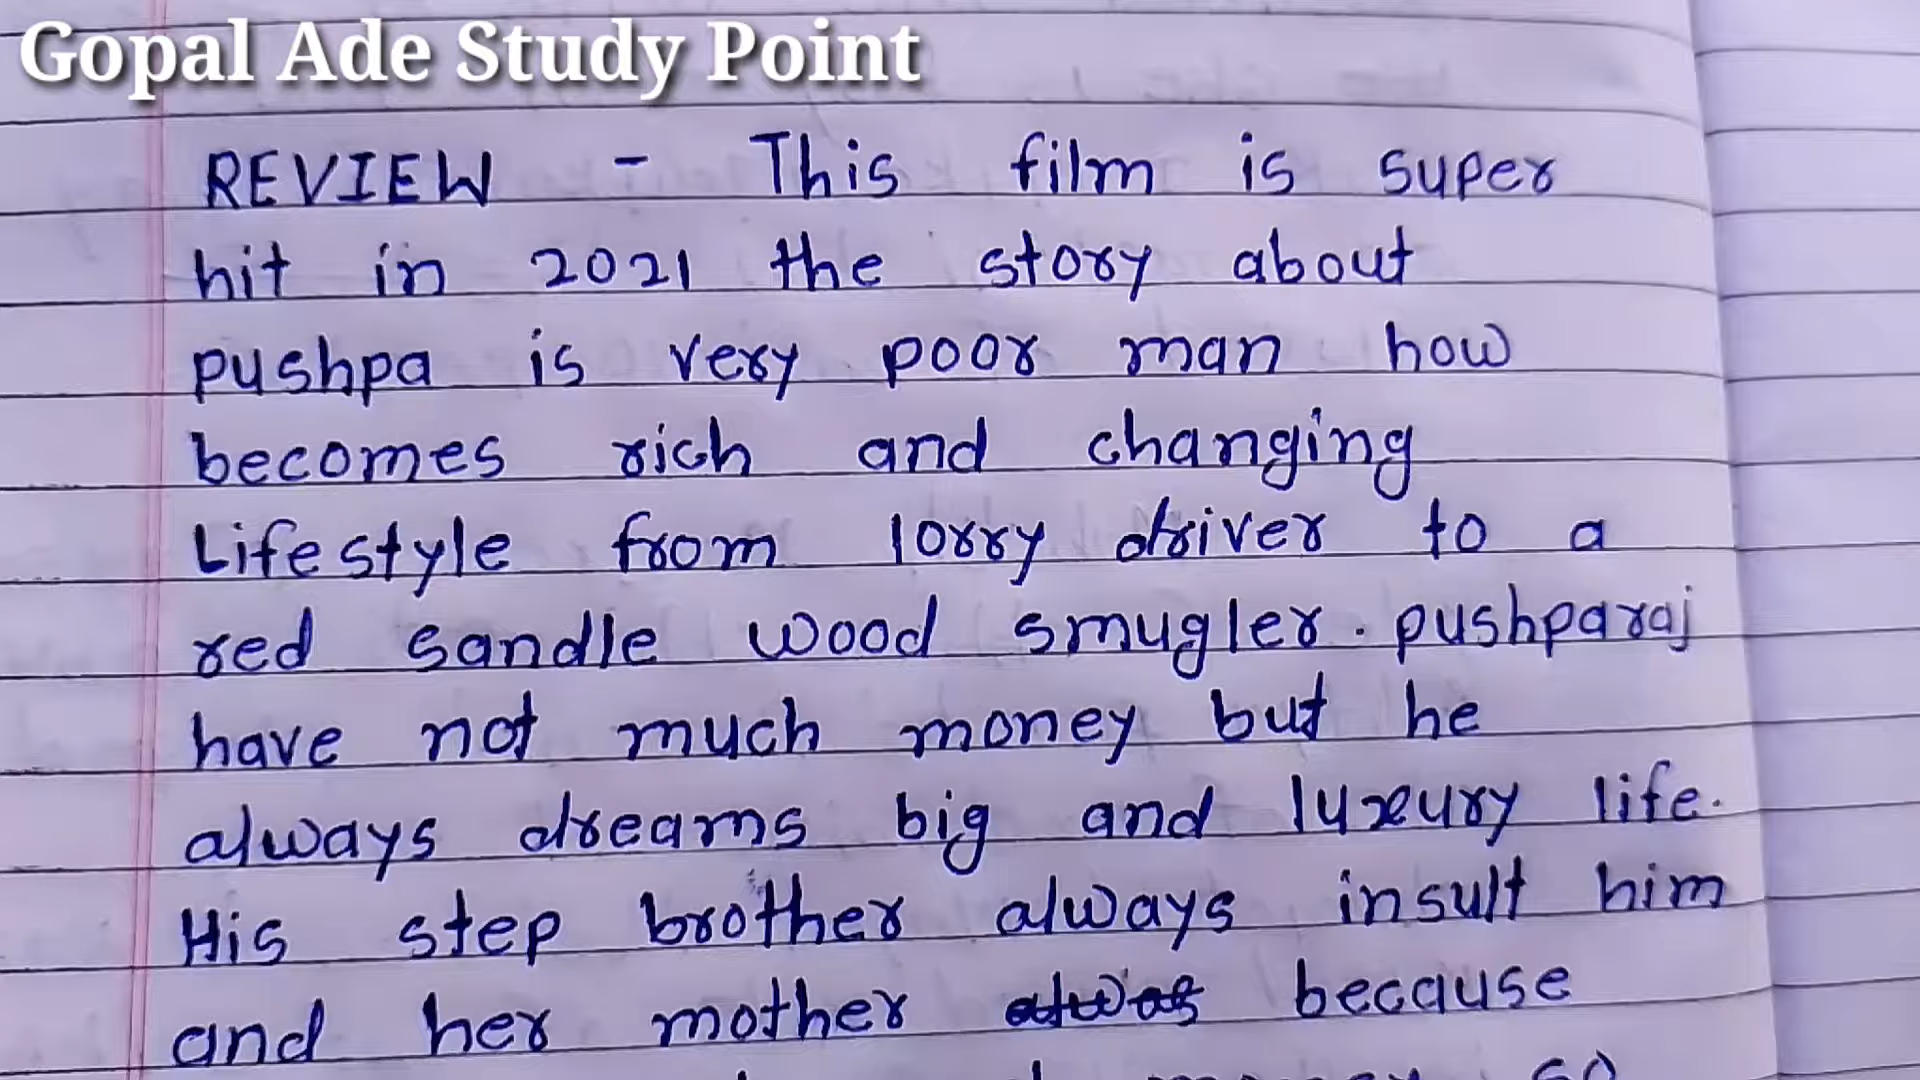 Gopal Ade Study Point
REVIEW - This film is super
hit in 2021 the story about
pushpa is very poor man how
becomes rich and changing
Lifestyle from lorry driver to a
red sandle wood smugler. pushparaj
have not much money but he
always dreams big and luxury life.
His step brother always insult him
and her mother because